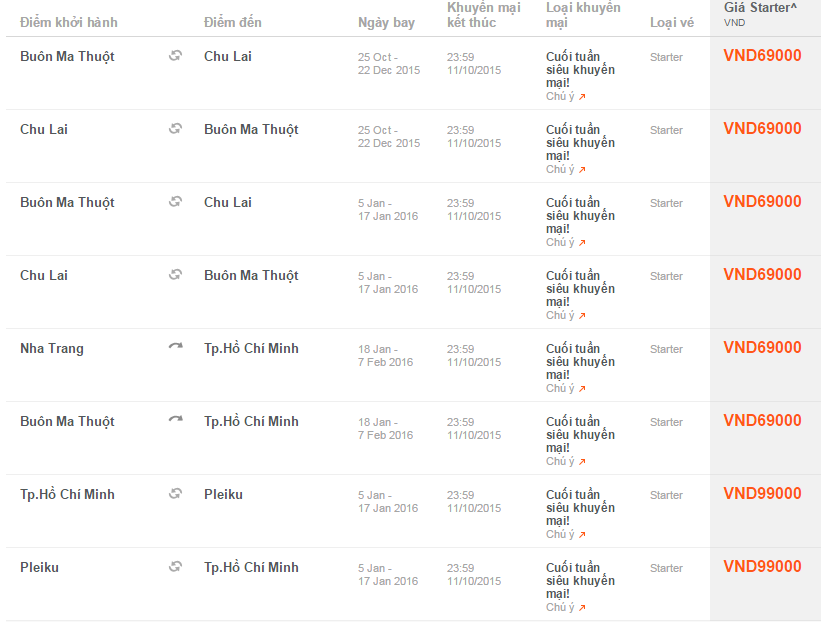 Điểm khởi hành Điểm đến Ngày bay Khuyến mại kết thúc Loại khuyến mại Loại vé Giá Starter^ VND
Buôn Ma Thuột Chu Lai 25 Oct - 22 Dec 2015 23:59 11/10/2015 Cuối tuần siêu khuyến mại! Chú ý Starter VND69000
Chu Lai Buôn Ma Thuột 25 Oct - 22 Dec 2015 23:59 11/10/2015 Cuối tuần siêu khuyến mại! Chú ý Starter VND69000
Buôn Ma Thuột Chu Lai 5 Jan - 17 Jan 2016 23:59 11/10/2015 Cuối tuần siêu khuyến mại! Chú ý Starter VND69000
Chu Lai Buôn Ma Thuột 5 Jan - 17 Jan 2016 23:59 11/10/2015 Cuối tuần siêu khuyến mại! Chú ý Starter VND69000
Nha Trang Tp.Hồ Chí Minh 18 Jan - 7 Feb 2016 23:59 11/10/2015 Cuối tuần siêu khuyến mại! Chú ý Starter VND69000
Buôn Ma Thuột Tp.Hồ Chí Minh 18 Jan - 7 Feb 2016 23:59 11/10/2015 Cuối tuần siêu khuyến mại! Chú ý Starter VND69000
Tp.Hồ Chí Minh Pleiku 5 Jan - 17 Jan 2016 23:59 11/10/2015 Cuối tuần siêu khuyến mại! Chú ý Starter VND99000
Pleiku Tp.Hồ Chí Minh 5 Jan - 17 Jan 2016 23:59 11/10/2015 Cuối tuần siêu khuyến mại! Chú ý Starter VND99000